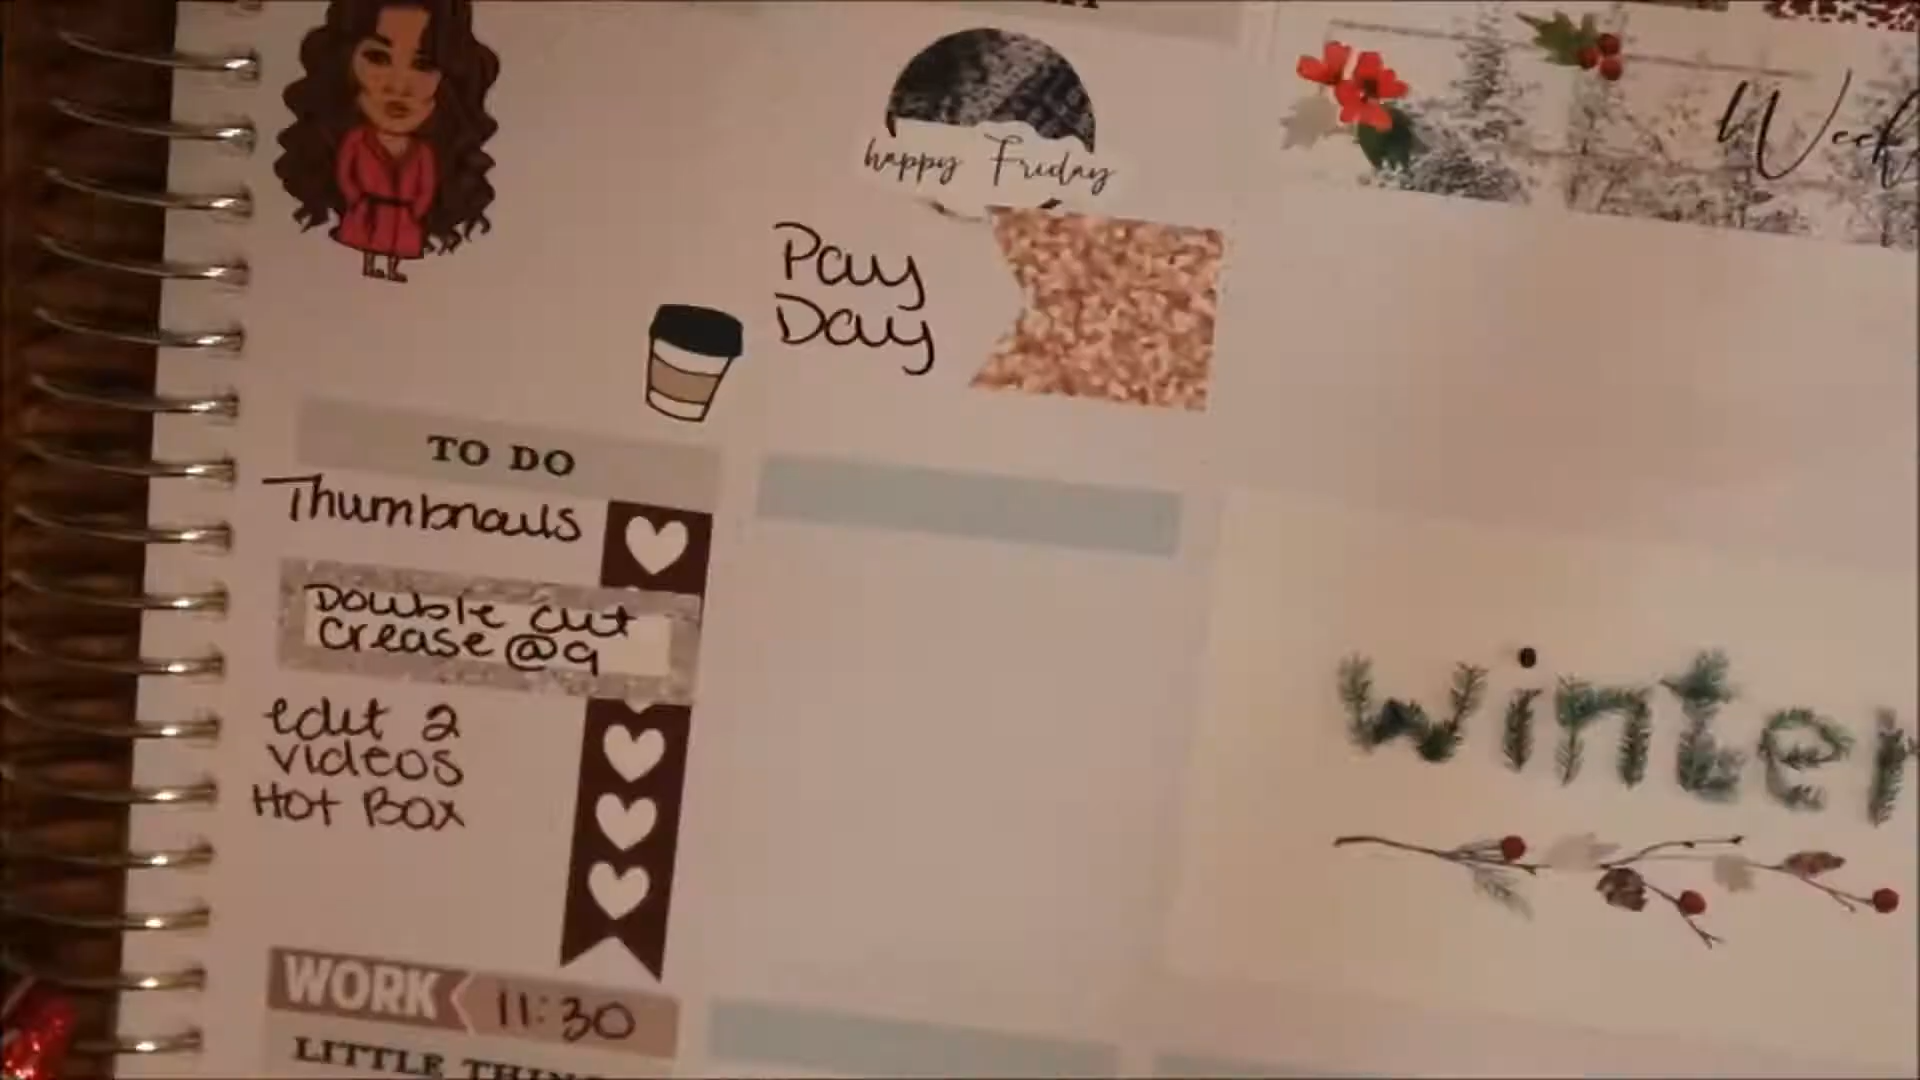 happy Friday
Pay
Day
TO DO
Thumbnails
Double cut
crease @9
edit 2
videos
Hot Box
WORK 11:30
LITTLE
winter